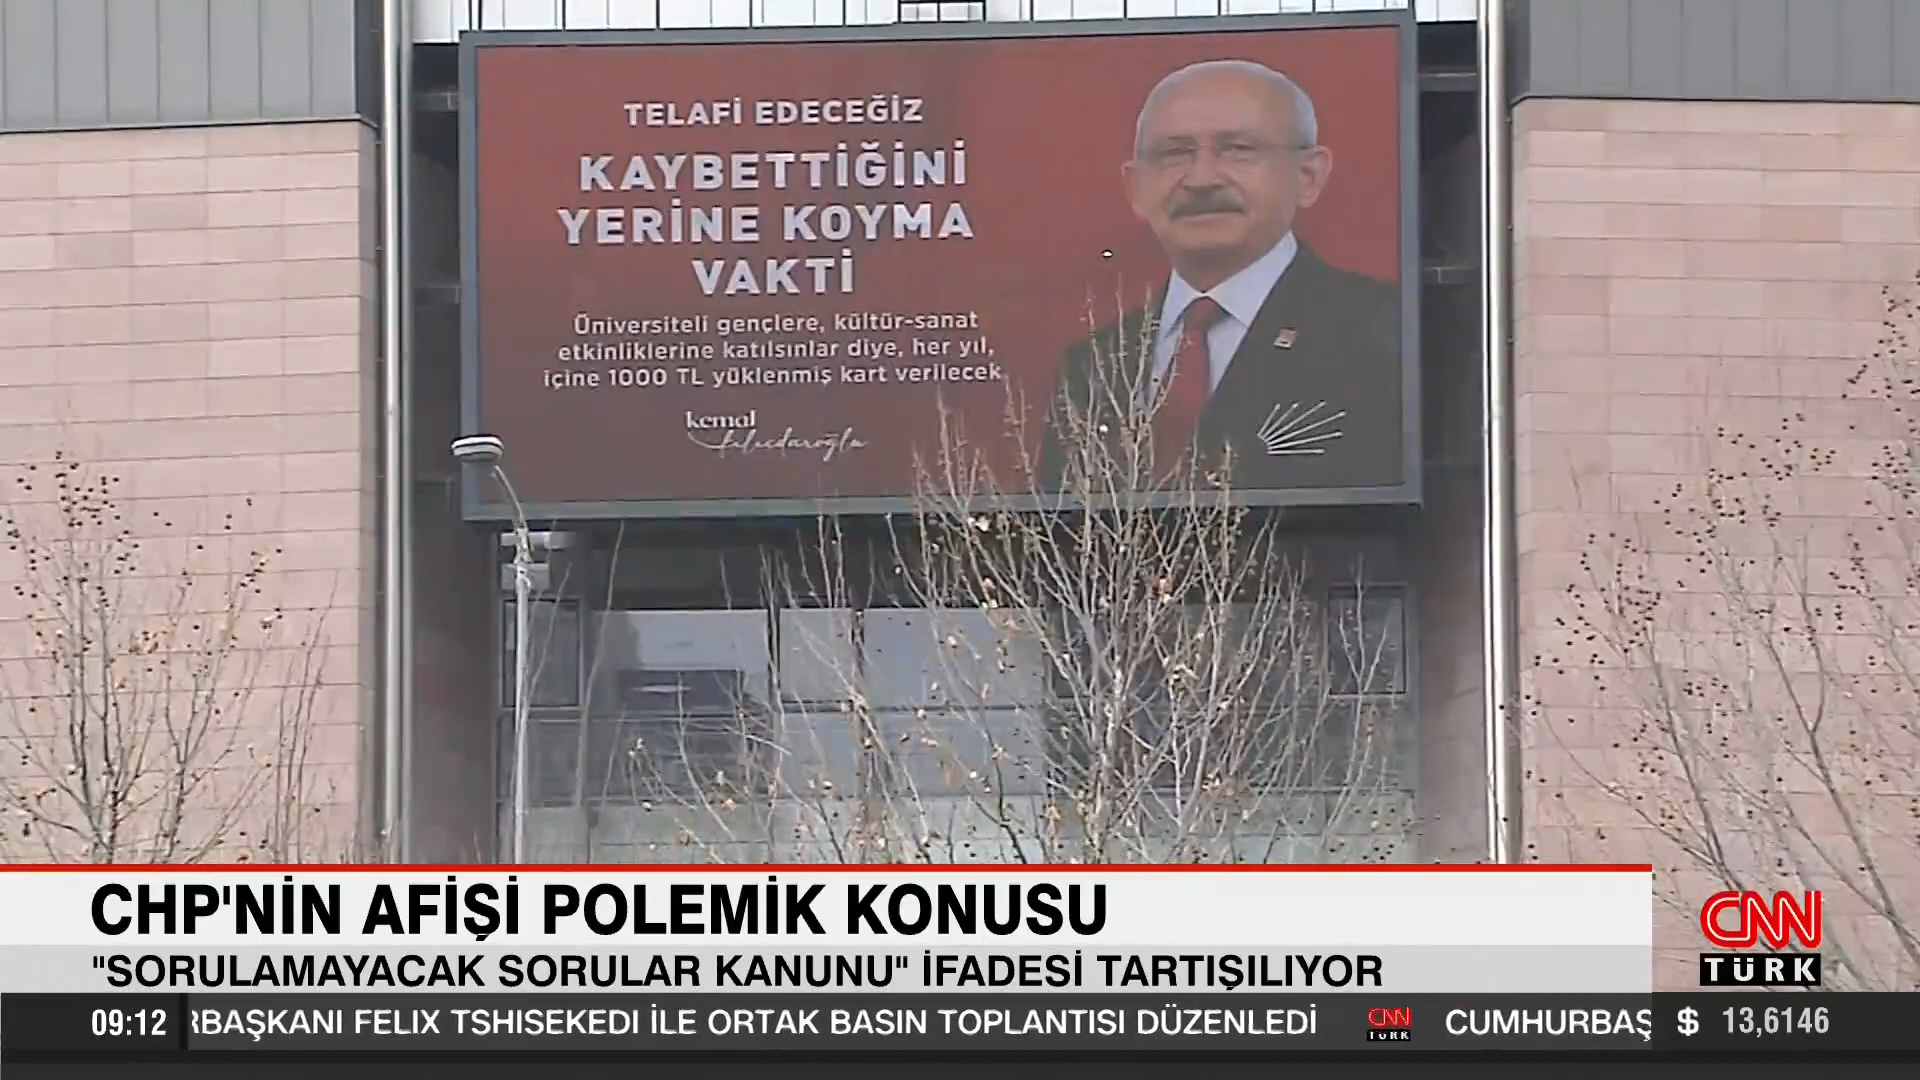 TELAFİ EDECEĞİZ
KAYBETTİĞİNİ
YERİNE KOYMA
VAKTİ
Üniversiteli gençlere, kültür-sanat
etkinliklerine katılsınlar diye, her yıl,
içine 1000 TL yüklenmiş kart verilecek.
kemal
kılıçdaroğlu
CHP'NİN AFİŞİ POLEMİK KONUSU
"SORULAMAYACAK SORULAR KANUNU" İFADESİ TARTIŞILIYOR
CNN
TÜRK
09:12 RBAŞKANI FELIX TSHISEKEDI İLE ORTAK BASIN TOPLANTISI DÜZENLEDİ CNN TÜRK CUMHURBAŞ $ 13,6146